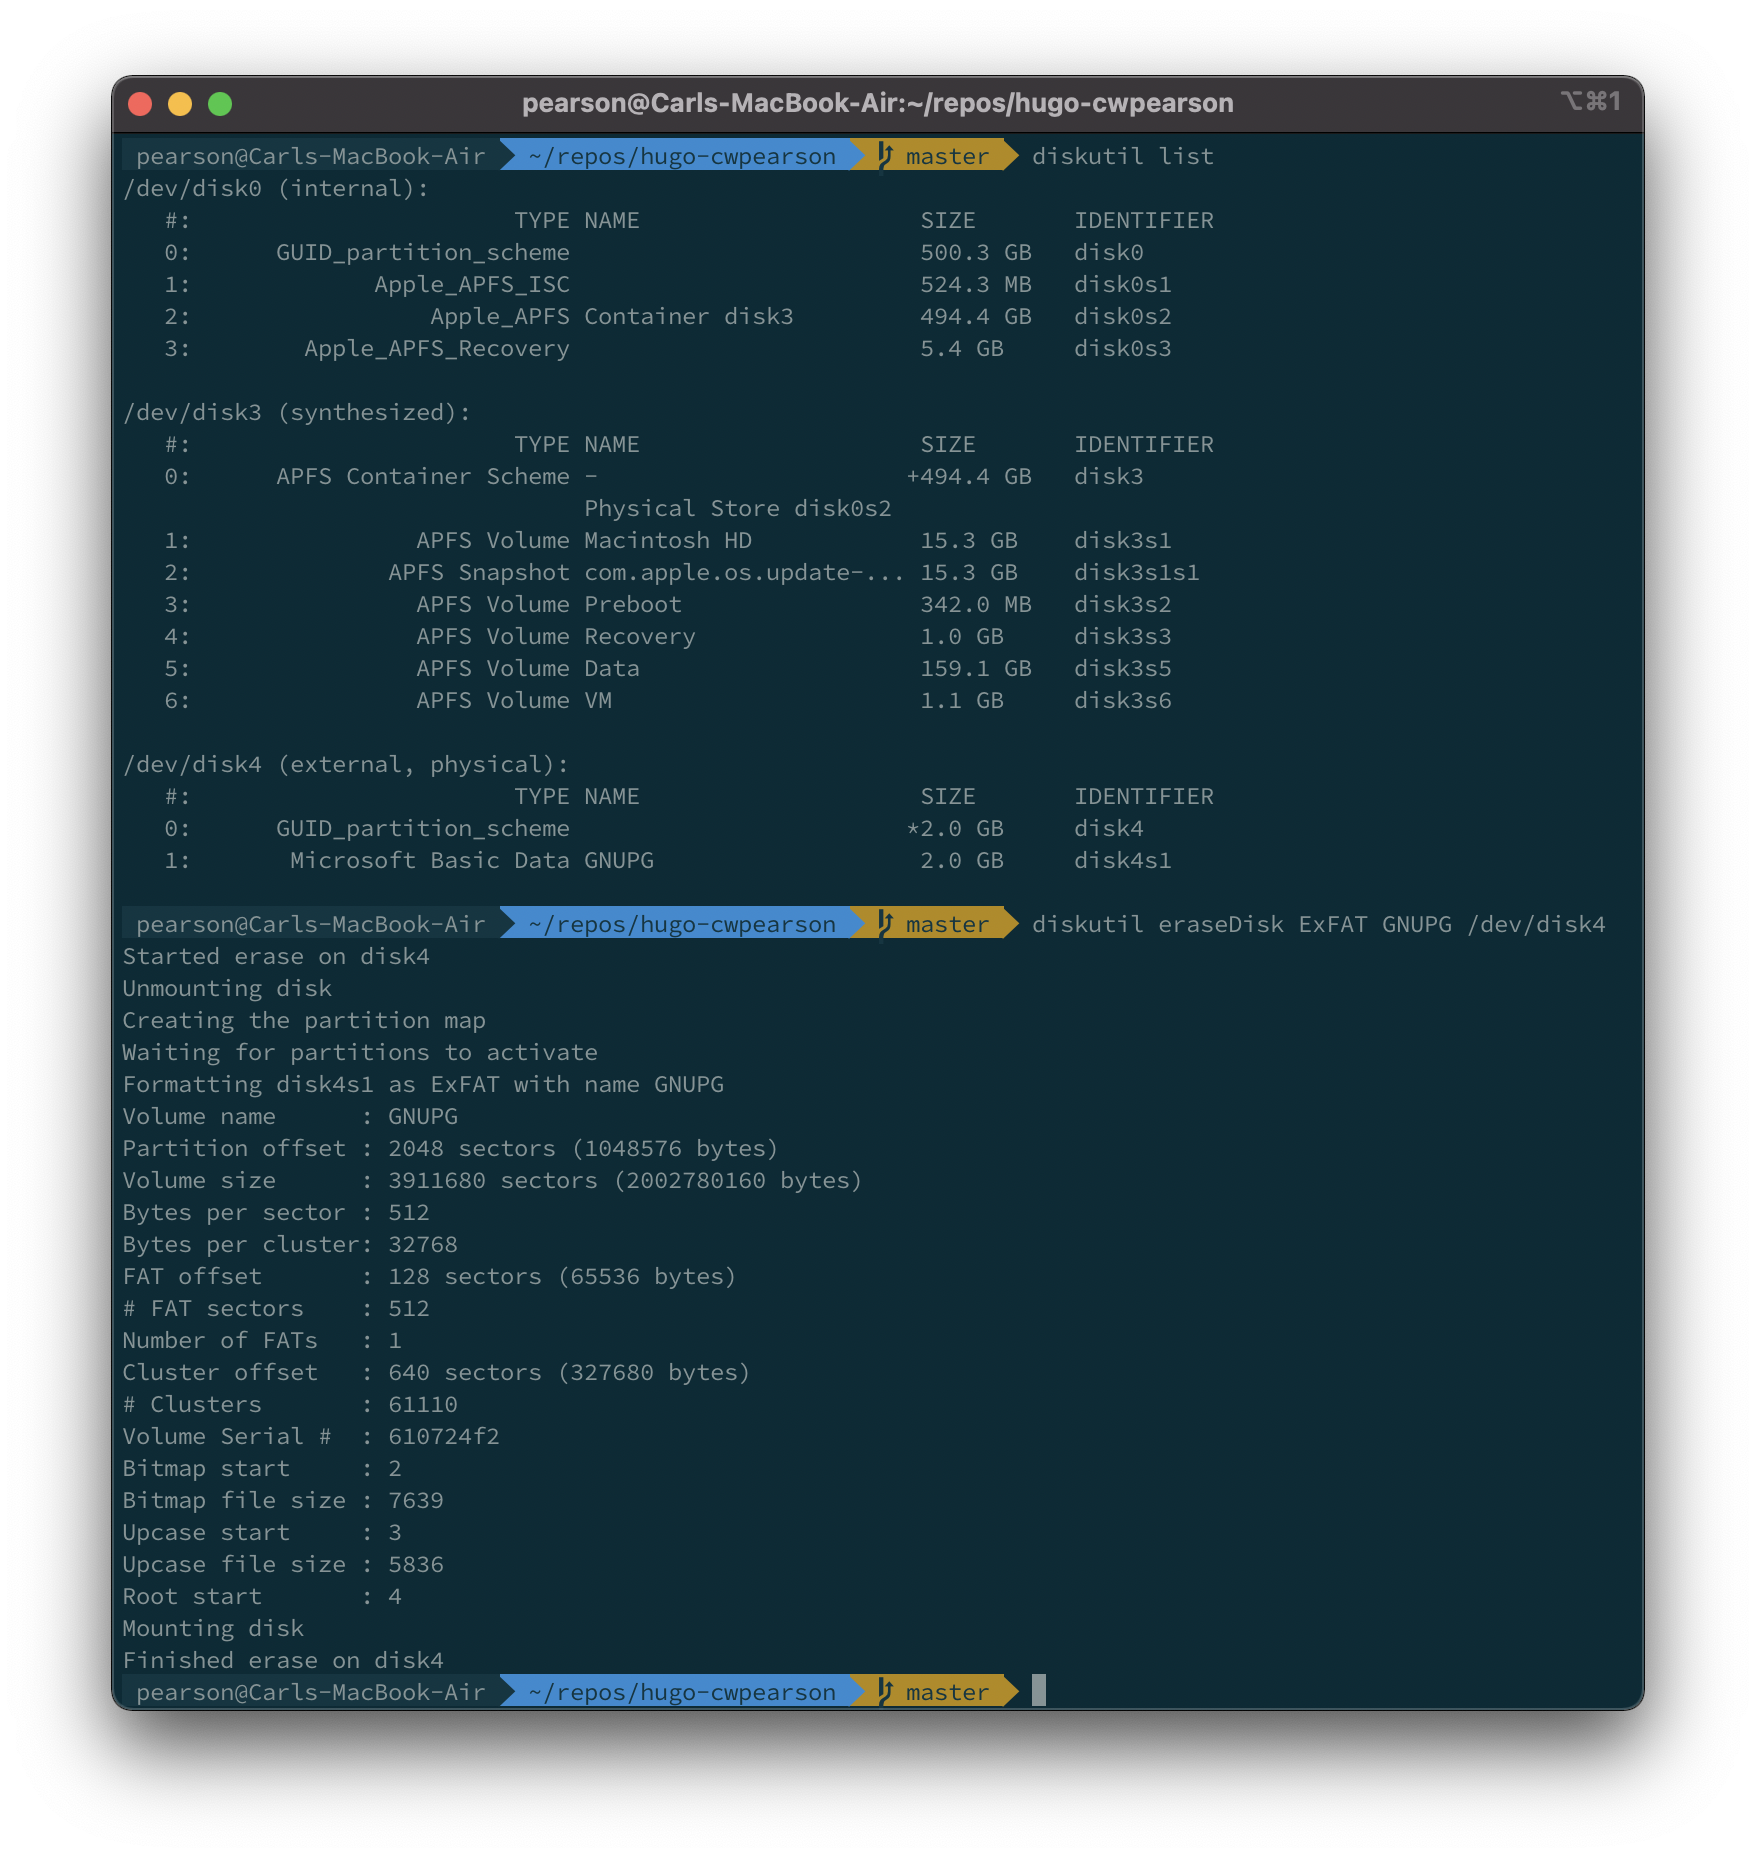 pearson@Carls-MacBook-Air:~/repos/hugo-cwpearson ⌥⌘1
pearson@Carls-MacBook-Air ~/repos/hugo-cwpearson master diskutil list
/dev/disk0 (internal):
   #:                       TYPE NAME                    SIZE       IDENTIFIER
   0:      GUID_partition_scheme                         500.3 GB   disk0
   1:             Apple_APFS_ISC                         524.3 MB   disk0s1
   2:                 Apple_APFS Container disk3         494.4 GB   disk0s2
   3:        Apple_APFS_Recovery                         5.4 GB     disk0s3

/dev/disk3 (synthesized):
   #:                       TYPE NAME                    SIZE       IDENTIFIER
   0:      APFS Container Scheme -                      +494.4 GB   disk3
                                 Physical Store disk0s2
   1:                APFS Volume Macintosh HD            15.3 GB    disk3s1
   2:              APFS Snapshot com.apple.os.update-... 15.3 GB    disk3s1s1
   3:                APFS Volume Preboot                 342.0 MB   disk3s2
   4:                APFS Volume Recovery                1.0 GB     disk3s3
   5:                APFS Volume Data                    159.1 GB   disk3s5
   6:                APFS Volume VM                      1.1 GB     disk3s6

/dev/disk4 (external, physical):
   #:                       TYPE NAME                    SIZE       IDENTIFIER
   0:      GUID_partition_scheme                        *2.0 GB     disk4
   1:       Microsoft Basic Data GNUPG                   2.0 GB     disk4s1

pearson@Carls-MacBook-Air ~/repos/hugo-cwpearson master diskutil eraseDisk ExFAT GNUPG /dev/disk4
Started erase on disk4
Unmounting disk
Creating the partition map
Waiting for partitions to activate
Formatting disk4s1 as ExFAT with name GNUPG
Volume name      : GNUPG
Partition offset : 2048 sectors (1048576 bytes)
Volume size      : 3911680 sectors (2002780160 bytes)
Bytes per sector : 512
Bytes per cluster: 32768
FAT offset       : 128 sectors (65536 bytes)
# FAT sectors    : 512
Number of FATs   : 1
Cluster offset   : 640 sectors (327680 bytes)
# Clusters       : 61110
Volume Serial #  : 610724f2
Bitmap start     : 2
Bitmap file size : 7639
Upcase start     : 3
Upcase file size : 5836
Root start       : 4
Mounting disk
Finished erase on disk4
pearson@Carls-MacBook-Air ~/repos/hugo-cwpearson master